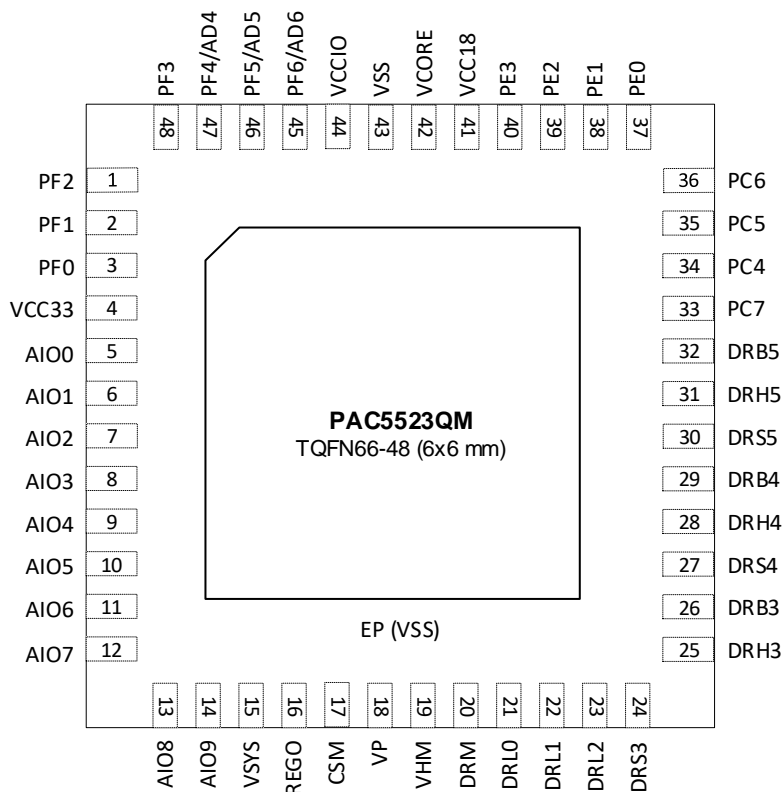 PF3
PF4/AD4
PF5/AD5
PF6/AD6
VCCIO
VSS
VCORE
VCC18
PE3
PE2
PE1
PE0
48
47
46
45
44
43
42
41
40
39
38
37
PF2 1
PF1 2
PF0 3
VCC33 4
AIO0 5
AIO1 6
AIO2 7
AIO3 8
AIO4 9
AIO5 10
AIO6 11
AIO7 12
36 PC6
35 PC5
34 PC4
33 PC7
32 DRB5
31 DRH5
30 DRS5
29 DRB4
28 DRH4
27 DRS4
26 DRB3
25 DRH3
PAC5523QM
TQFN66-48 (6x6 mm)
EP (VSS)
13
14
15
16
17
18
19
20
21
22
23
24
AIO8
AIO9
VSYS
REGO
CSM
VP
VHM
DRM
DRL0
DRL1
DRL2
DRS3